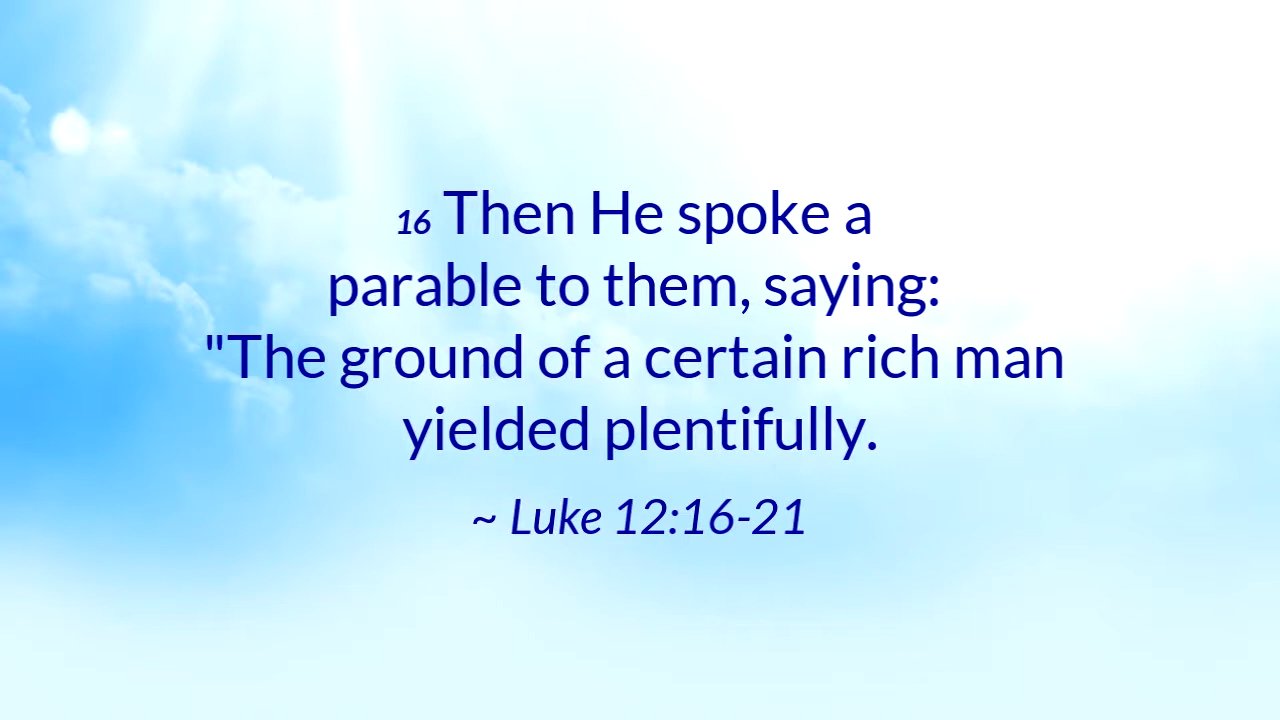 16 Then He spoke a
parable to them, saying:
"The ground of a certain rich man
yielded plentifully.
~ Luke 12:16-21